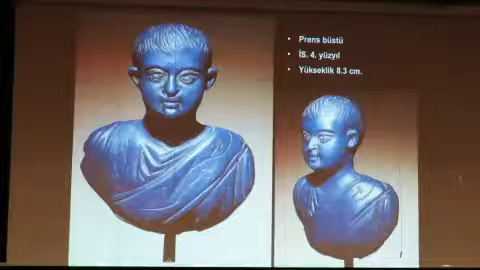 Prens büstü
İS. 4. yüzyıl
Yükseklik 8.3 cm.